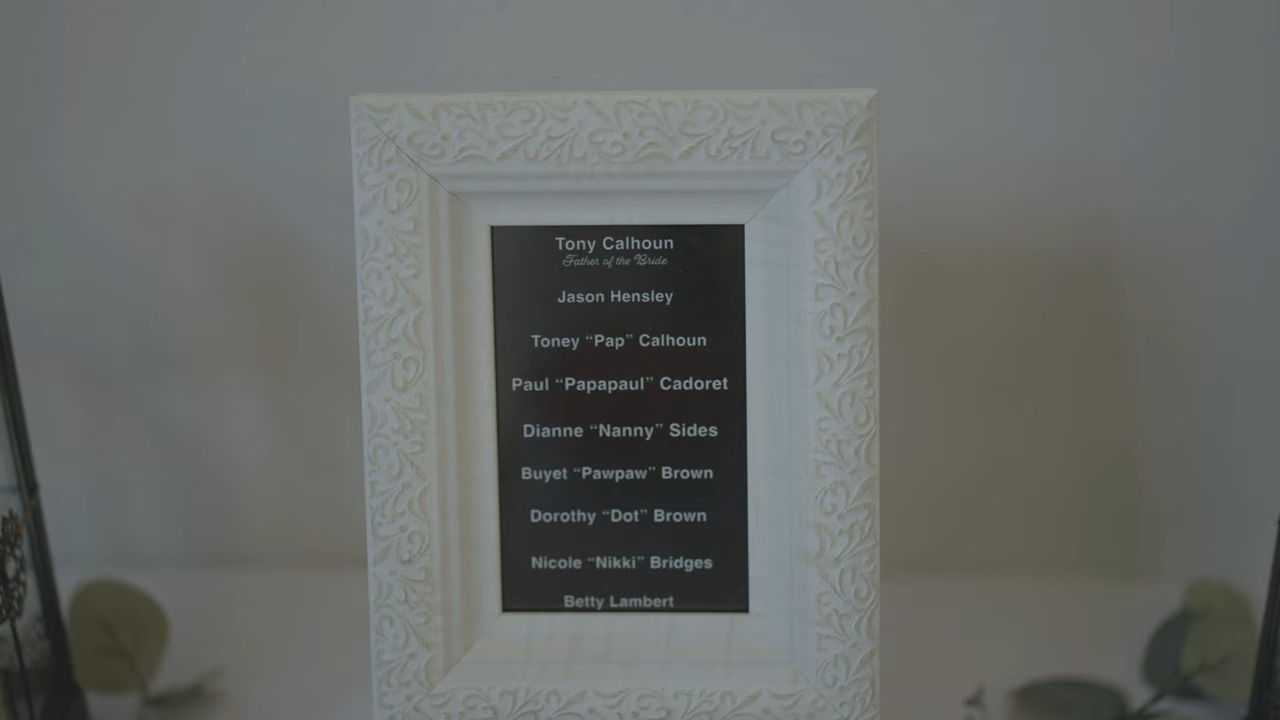 Tony Calhoun
Father of the Bride
Jason Hensley
Toney “Pap” Calhoun
Paul “Papapaul” Cadoret
Dianne “Nanny” Sides
Buyet “Pawpaw” Brown
Dorothy “Dot” Brown
Nicole “Nikki” Bridges
Betty Lambert